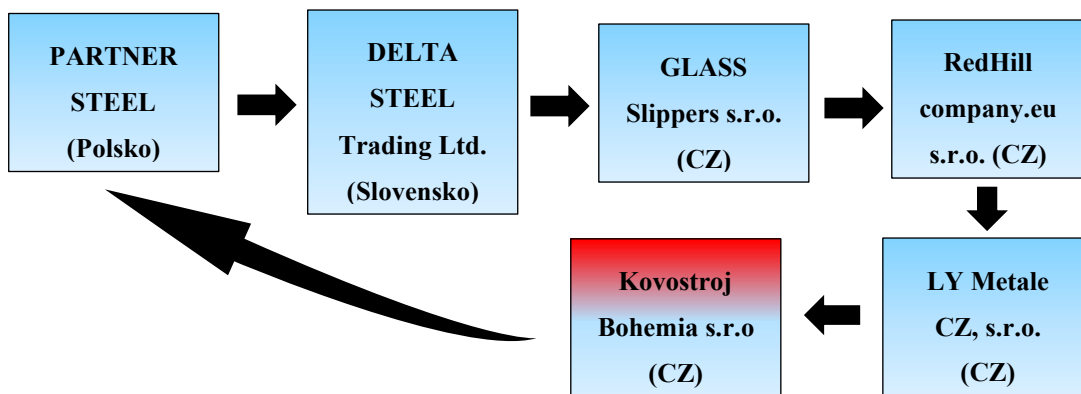 PARTNER
STEEL
(Polsko)
DELTA
STEEL
Trading Ltd.
(Slovensko)
GLASS
Slippers s.r.o.
(CZ)
RedHill
company.eu
s.r.o. (CZ)
Kovostroj
Bohemia s.r.o
(CZ)
LY Metale
CZ, s.r.o.
(CZ)